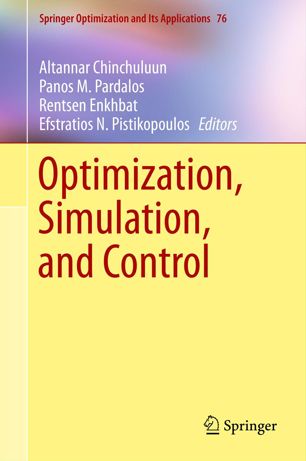 Springer Optimization and Its Applications 76
Altannar Chinchuluun
Panos M. Pardalos
Rentsen Enkhbat
Efstratios N. Pistikopoulos Editors
Optimization,
Simulation,
and Control
Springer